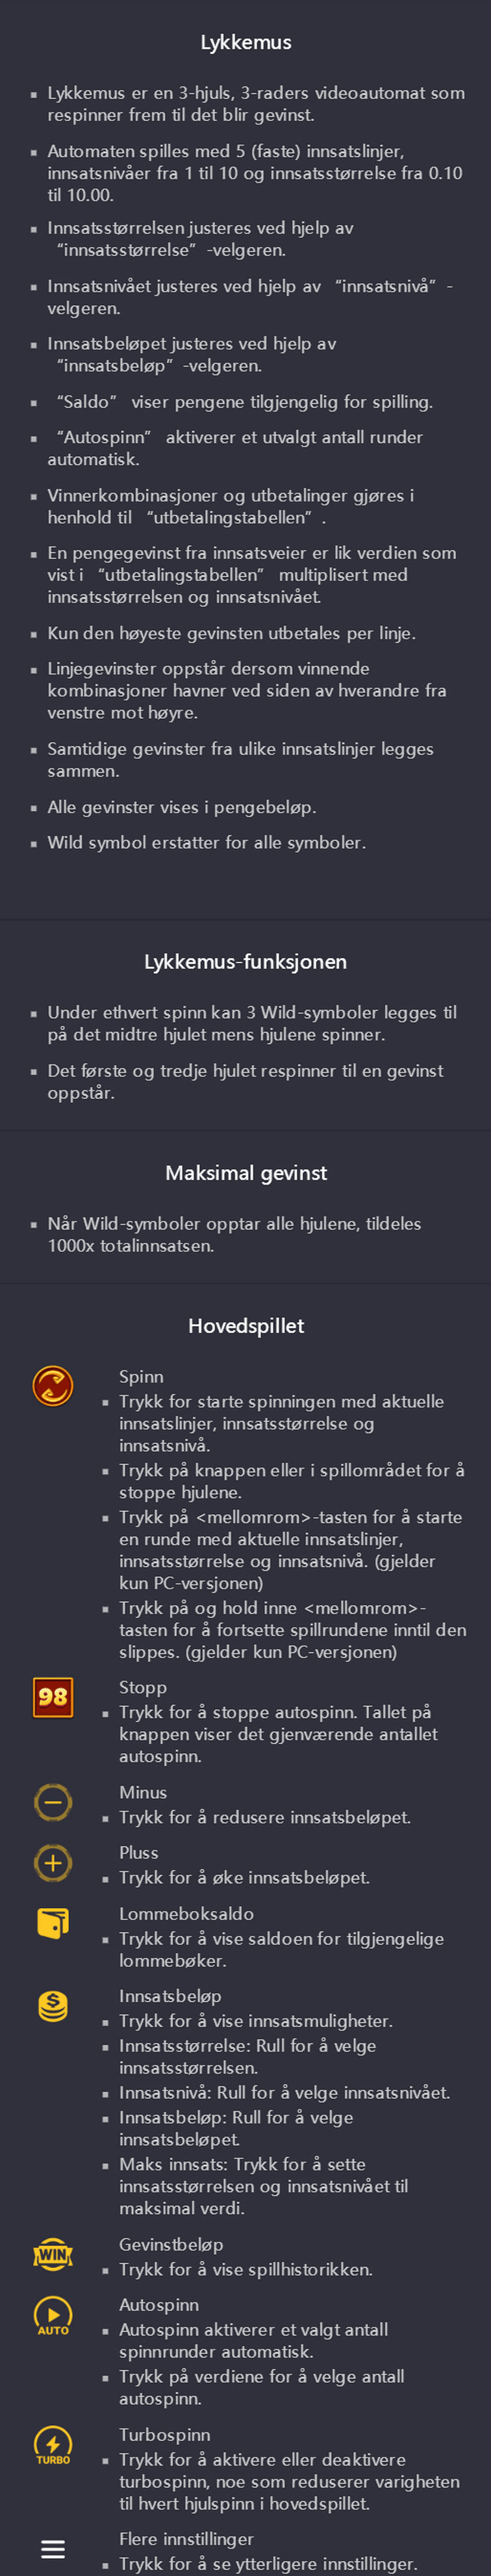 Lykkemus
Lykkemus er en 3-hjuls, 3-raders videoautomat som
respinner frem til det blir gevinst.
Automaten spilles med 5 (faste) innsatslinjer,
innsatsnivåer fra 1 til 10 og innsatsstørrelse fra 0.10
til 10.00.
Innsatsstørrelsen justeres ved hjelp av
“innsatsstørrelse” -velgeren.
Innsatsnivået justeres ved hjelp av “innsatsnivå” -
velgeren.
Innsatsbeløpet justeres ved hjelp av
“innsatsbeløp” -velgeren.
“Saldo” viser pengene tilgjengelig for spilling.
“Autospinn” aktiverer et utvalgt antall runder
automatisk.
Vinnerkombinasjoner og utbetalinger gjøres i
henhold til “utbetalingstabellen” .
En pengegevinst fra innsatsveier er lik verdien som
vist i “utbetalingstabellen” multiplisert med
innsatsstørrelsen og innsatsnivået.
Kun den høyeste gevinsten utbetales per linje.
Linjegevinster oppstår dersom vinnende
kombinasjoner havner ved siden av hverandre fra
venstre mot høyre.
Samtidige gevinster fra ulike innsatslinjer legges
sammen.
Alle gevinster vises i pengebeløp.
Wild symbol erstatter for alle symboler.
Lykkemus-funksjonen
Under ethvert spinn kan 3 Wild-symboler legges til
på det midtre hjulet mens hjulene spinner.
Det første og tredje hjulet respinner til en gevinst
oppstår.
Maksimal gevinst
Når Wild-symboler opptar alle hjulene, tildeles
1000x totalinnsatsen.
Hovedspillet
Spinn
Trykk for starte spinningen med aktuelle
innsatslinjer, innsatsstørrelse og
innsatsnivå.
Trykk på knappen eller i spillområdet for å
stoppe hjulene.
Trykk på <mellomrom>-tasten for å starte
en runde med aktuelle innsatslinjer,
innsatsstørrelse og innsatsnivå. (gjelder
kun PC-versjonen)
Trykk på og hold inne <mellomrom>-
tasten for å fortsette spillrundene inntil den
slippes. (gjelder kun PC-versjonen)
98
Stopp
Trykk for å stoppe autospinn. Tallet på
knappen viser det gjenværende antallet
autospinn.
Minus
Trykk for å redusere innsatsbeløpet.
Pluss
Trykk for å øke innsatsbeløpet.
Lommeboksaldo
Trykk for å vise saldoen for tilgjengelige
lommebøker.
Innsatsbeløp
Trykk for å vise innsatsmuligheter.
Innsatsstørrelse: Rull for å velge
innsatsstørrelsen.
Innsatsnivå: Rull for å velge innsatsnivået.
Innsatsbeløp: Rull for å velge
innsatsbeløpet.
Maks innsats: Trykk for å sette
innsatsstørrelsen og innsatsnivået til
maksimal verdi.
WIN
Gevinstbeløp
Trykk for å vise spillhistorikken.
AUTO
Autospinn
Autospinn aktiverer et valgt antall
spinnrunder automatisk.
Trykk på verdiene for å velge antall
autospinn.
TURBO
Turbospinn
Trykk for å aktivere eller deaktivere
turbospinn, noe som reduserer varigheten
til hvert hjulspinn i hovedspillet.
Flere innstillinger
Trykk for å se ytterligere innstillinger.